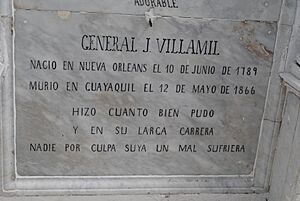 ADORABLE
GENERAL J. VILLAMIL
NACIO EN NUEVA ORLEANS EL 10 DE JUNIO DE 1789
MURIO EN GUAYAQUIL EL 12 DE MAYO DE 1866
HIZO CUANTO BIEN PUDO
Y EN SU LARGA CARRERA
NADIE POR CULPA SUYA UN MAL SUFRIERA